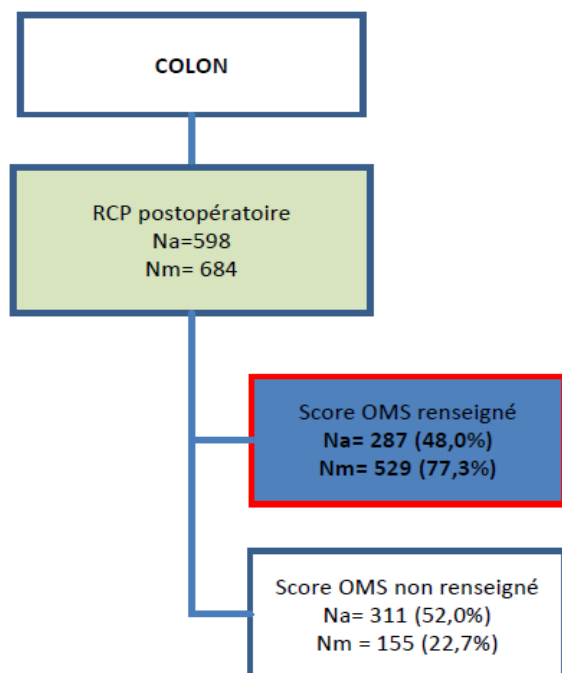 COLON
RCP postopératoire
Na=598
Nm= 684
Score OMS renseigné
Na= 287 (48,0%)
Nm= 529 (77,3%)
Score OMS non renseigné
Na= 311 (52,0%)
Nm = 155 (22,7%)